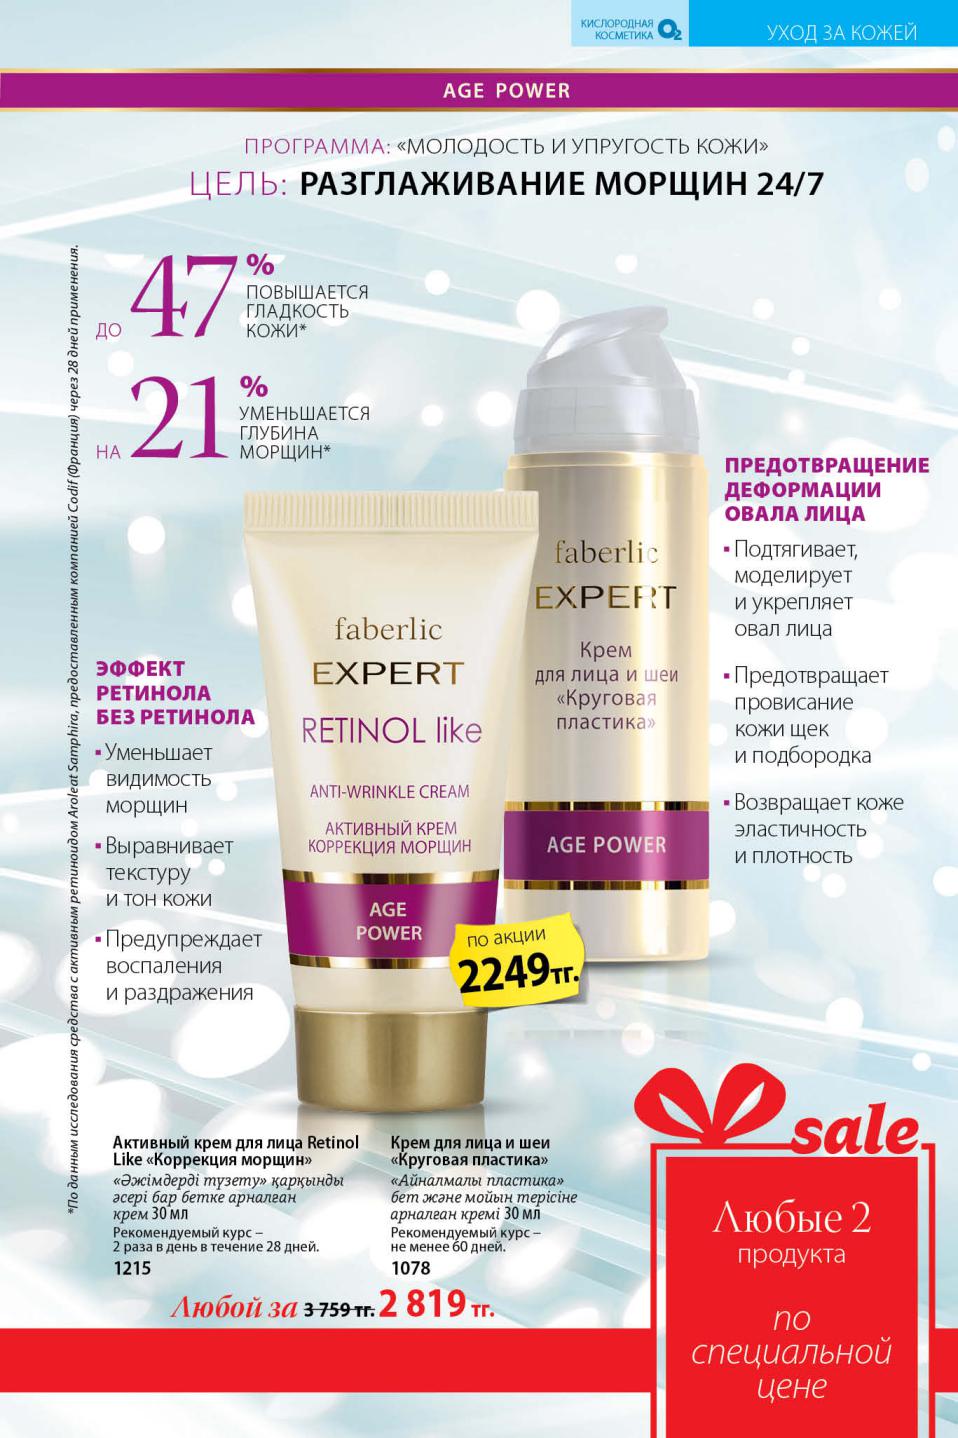 КИСЛОРОДНАЯ
КОСМЕТИКА O2
УХОД ЗА КОЖЕЙ
AGE POWER
ПРОГРАММА: «МОЛОДОСТЬ И УПРУГОСТЬ КОЖИ»
ЦЕЛЬ: РАЗГЛАЖИВАНИЕ МОРЩИН 24/7
ДО 47%
ПОВЫШАЕТСЯ
ГЛАДКОСТЬ
КОЖИ*
НА 21%
УМЕНЬШАЕТСЯ
ГЛУБИНА
МОРЩИН*
*По данным исследования средства с активным ретиноидом Aroleat Samphira, предоставленным компанией Codif (Франция) через 28 дней применения.
ПРЕДОТВРАЩЕНИЕ
ДЕФОРМАЦИИ
ОВАЛА ЛИЦА
▪ Подтягивает,
моделирует
и укрепляет
овал лица
▪ Предотвращает
провисание
кожи щек
и подбородка
▪ Возвращает коже
эластичность
и плотность
faberlic
EXPERT
Крем
для лица и шеи
«Круговая
пластика»
AGE POWER
faberlic
EXPERT
RETINOL like
ANTI-WRINKLE CREAM
АКТИВНЫЙ КРЕМ
КОРРЕКЦИЯ МОРЩИН
AGE
POWER
ЭФФЕКТ
РЕТИНОЛА
БЕЗ РЕТИНОЛА
▪ Уменьшает
видимость
морщин
▪ Выравнивает
текстуру
и тон кожи
▪ Предупреждает
воспаления
и раздражения
по акции
2249тг.
Активный крем для лица Retinol
Like «Коррекция морщин»
«Әжімдерді түзету» қарқынды
әсері бар бетке арналған
крем 30 мл
Рекомендуемый курс –
2 раза в день в течение 28 дней.
1215
Крем для лица и шеи
«Круговая пластика»
«Айналмалы пластика»
бет және мойын терісіне
арналған кремі 30 мл
Рекомендуемый курс –
не менее 60 дней.
1078
Любой за 3 759 тг. 2 819 тг.
sale
Любые 2
продукта
по
специальной
цене